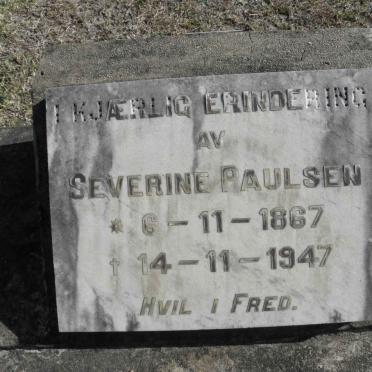 I KJÆRLIG ERINDERING
AV
SEVERINE PAULSEN
* 6-11-1867
† 14-11-1947
HVIL I FRED.